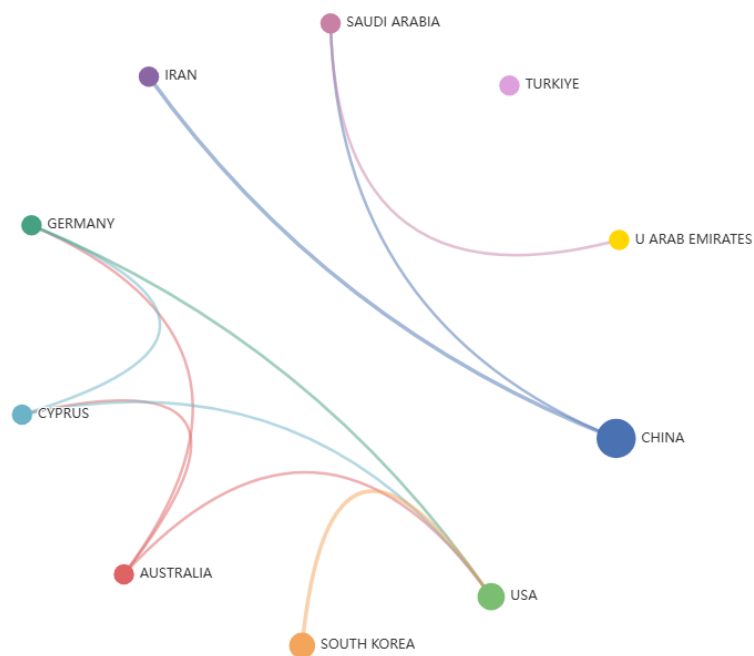 SAUDI ARABIA
IRAN
TURKIYE
GERMANY
U ARAB EMIRATES
CYPRUS
CHINA
AUSTRALIA
USA
SOUTH KOREA